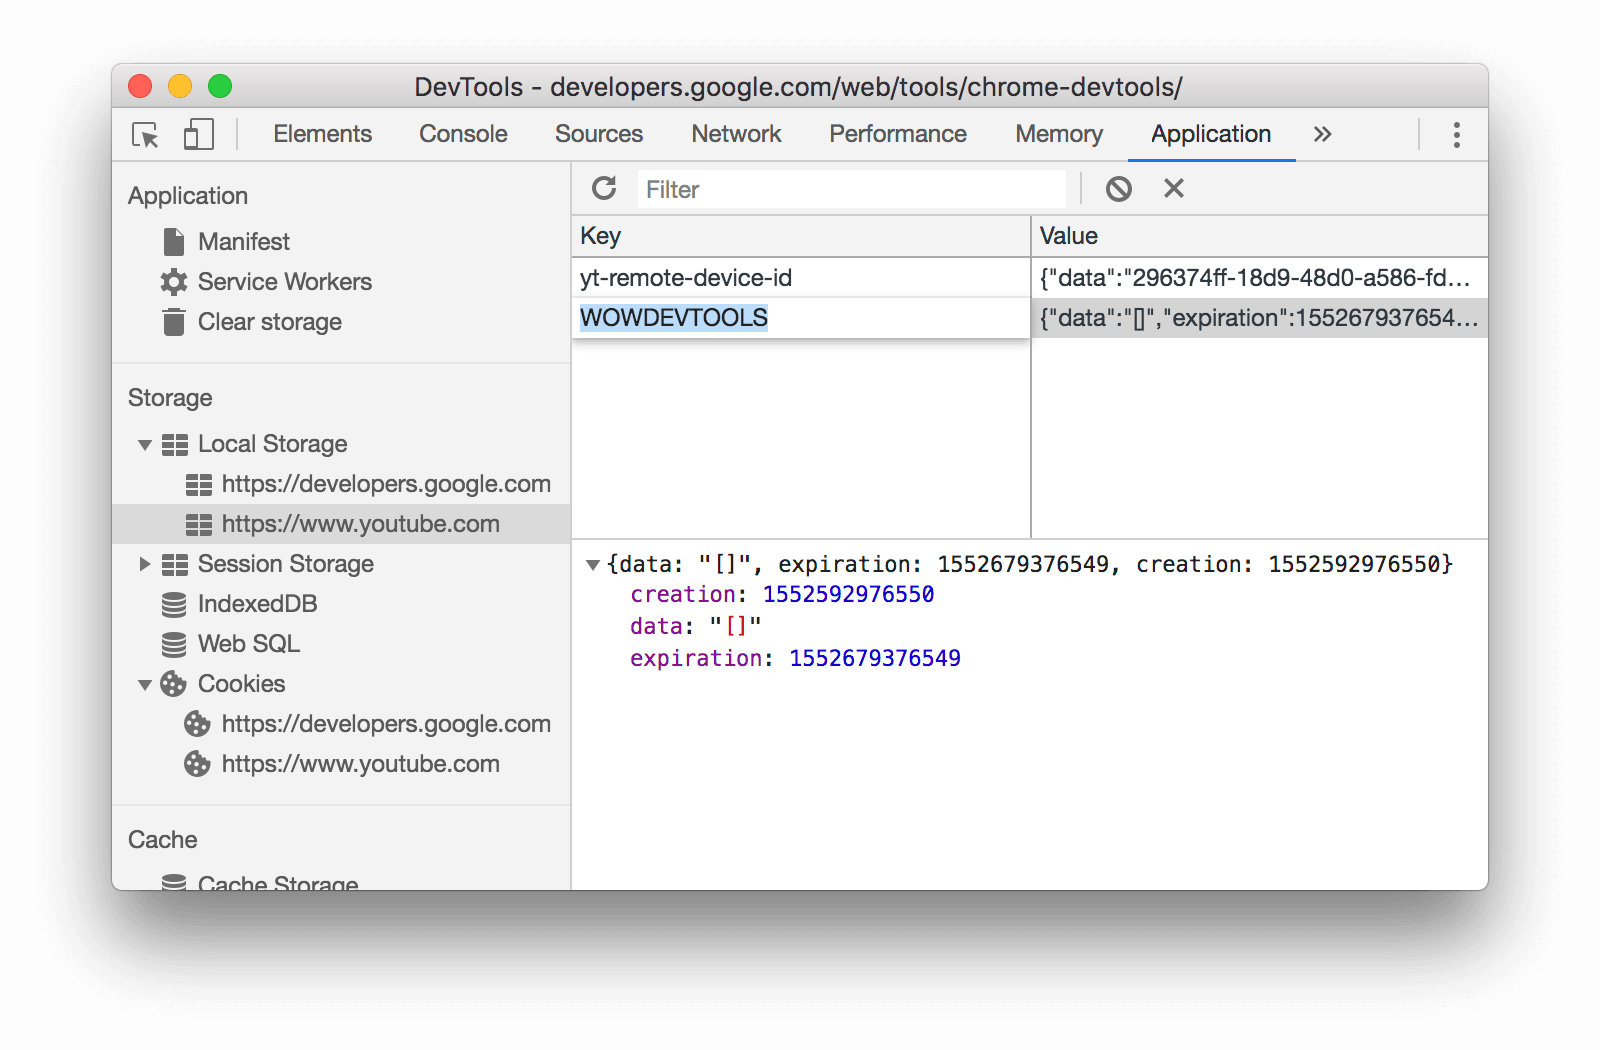 DevTools - developers.google.com/web/tools/chrome-devtools/
Elements Console Sources Network Performance Memory Application »
Application
Manifest
Service Workers
Clear storage
Storage
Local Storage
https://developers.google.com
https://www.youtube.com
Session Storage
IndexedDB
Web SQL
Cookies
https://developers.google.com
https://www.youtube.com
Cache
Cache Storage
Filter
Key Value
yt-remote-device-id {"data":"296374ff-18d9-48d0-a586-fd…
WOWDEVTOOLS {"data":"[]","expiration":155267937654…
{data: "[]", expiration: 1552679376549, creation: 1552592976550}
creation: 1552592976550
data: "[]"
expiration: 1552679376549